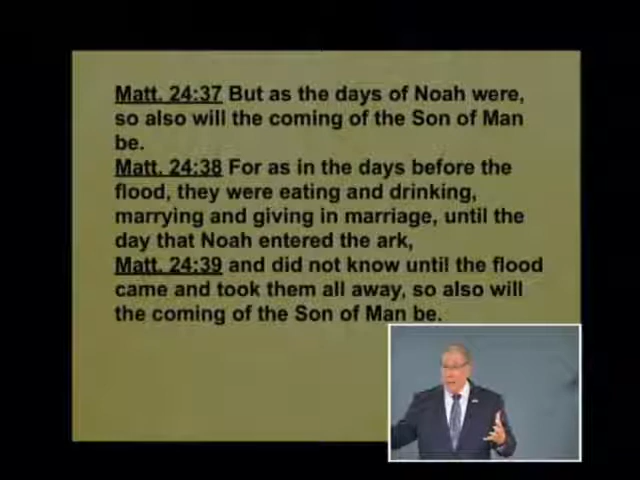 Matt. 24:37 But as the days of Noah were,
so also will the coming of the Son of Man
be.
Matt. 24:38 For as in the days before the
flood, they were eating and drinking,
marrying and giving in marriage, until the
day that Noah entered the ark,
Matt. 24:39 and did not know until the flood
came and took them all away, so also will
the coming of the Son of Man be.